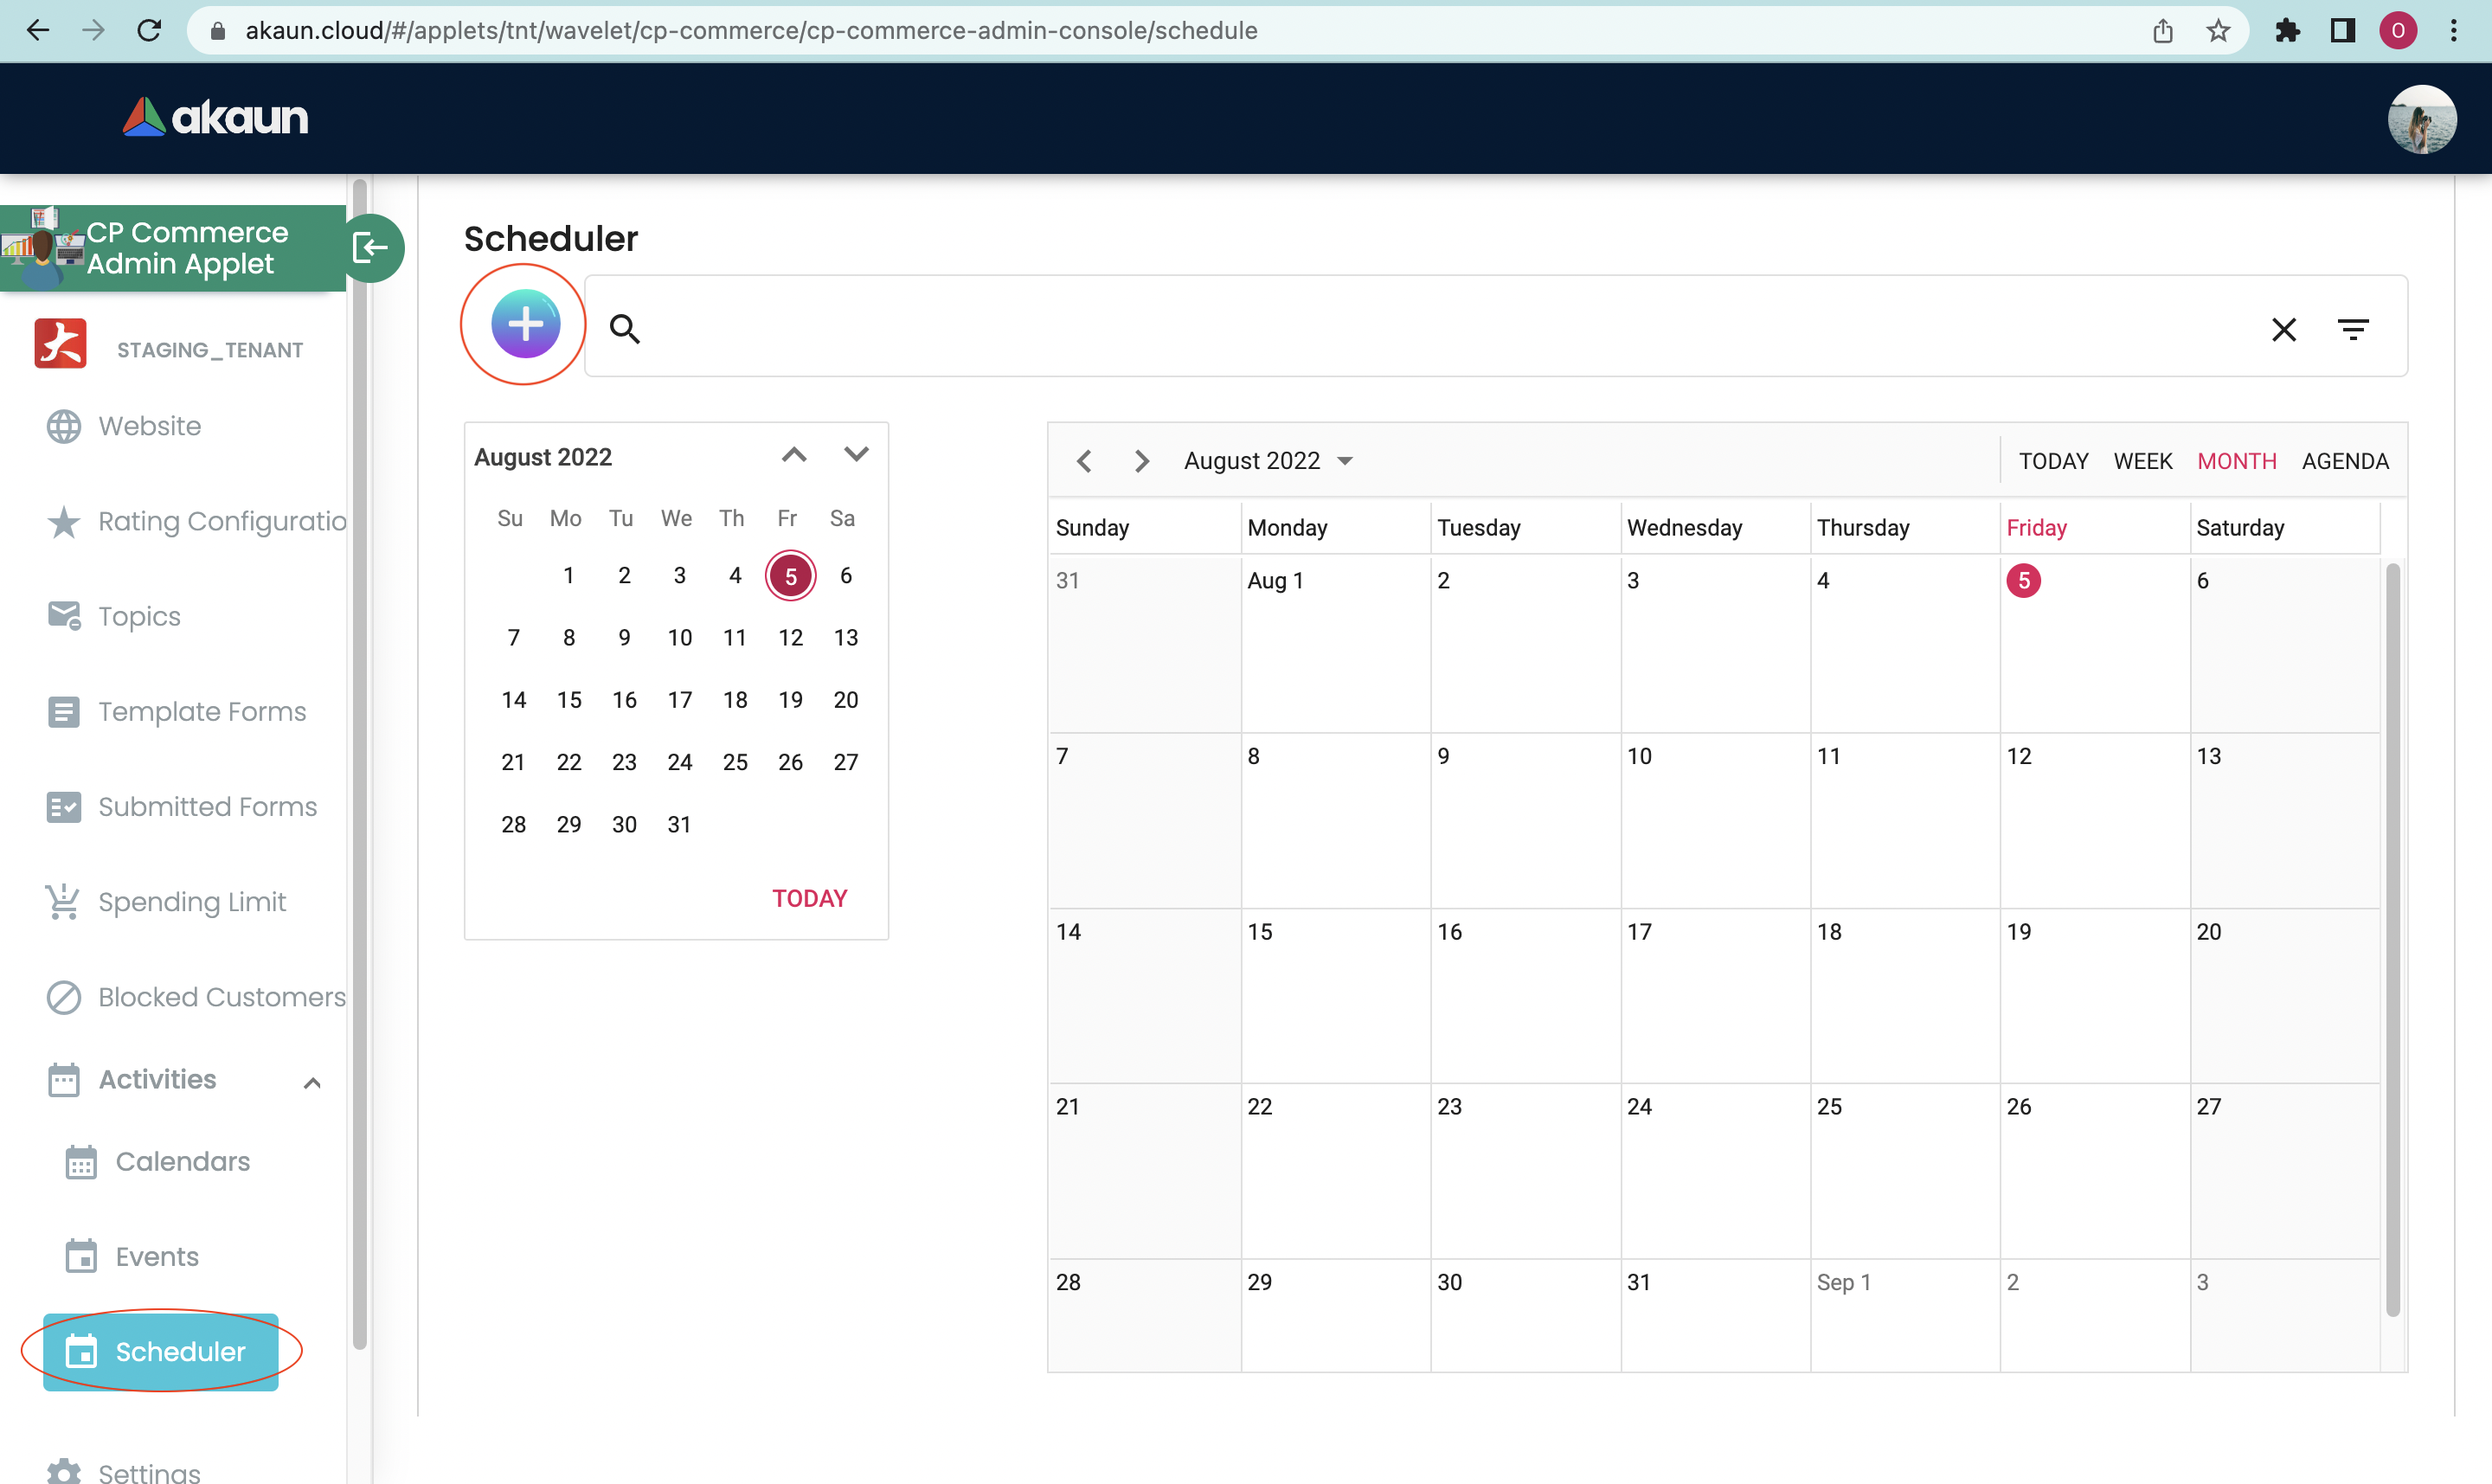 akaun.cloud/#/applets/tnt/wavelet/cp-commerce/cp-commerce-admin-console/schedule
O
akaun
CP Commerce
Admin Applet
STAGING_TENANT
Website
Rating Configuratio
Topics
Template Forms
Submitted Forms
Spending Limit
Blocked Customers
Activities
Calendars
Events
Scheduler
Settings
Scheduler
August 2022
Su Mo Tu We Th Fr Sa
1 2 3 4 5 6
7 8 9 10 11 12 13
14 15 16 17 18 19 20
21 22 23 24 25 26 27
28 29 30 31
TODAY
August 2022 TODAY WEEK MONTH AGENDA
Sunday Monday Tuesday Wednesday Thursday Friday Saturday
31 Aug 1 2 3 4 5 6
7 8 9 10 11 12 13
14 15 16 17 18 19 20
21 22 23 24 25 26 27
28 29 30 31 Sep 1 2 3